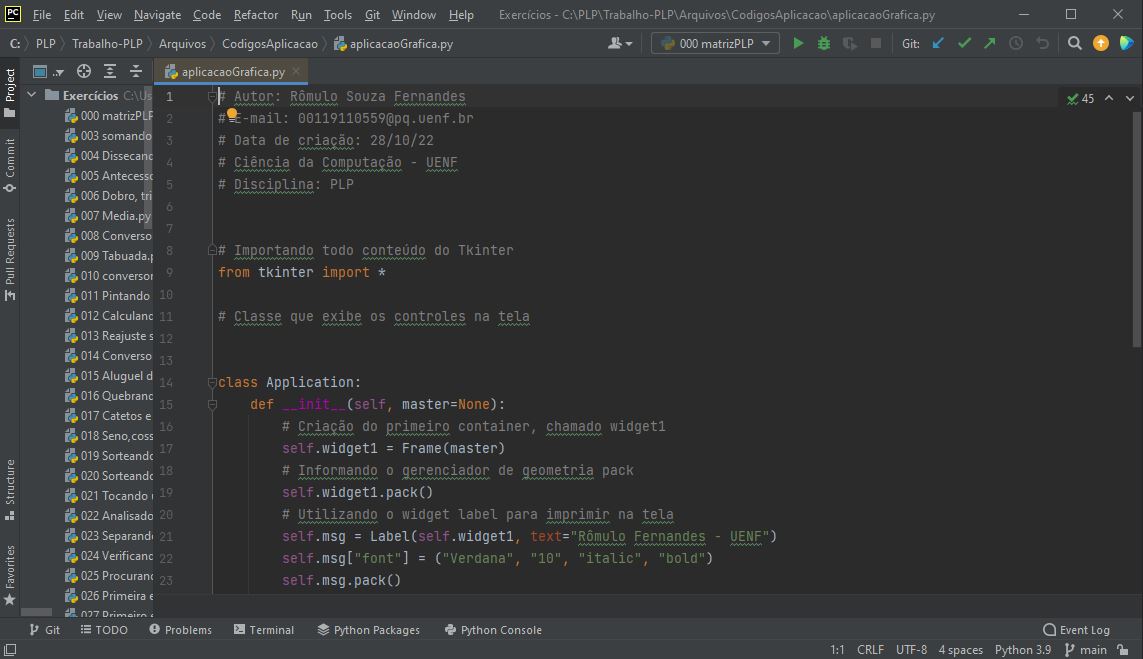 PC File Edit View Navigate Code Refactor Run Tools Git Window Help Exercícios - C:\PLP\Trabalho-PLP\Arquivos\CodigosAplicacao\aplicacaoGrafica.py
C: PLP Trabalho-PLP Arquivos CodigosAplicacao aplicacaoGrafica.py 000 matrizPLP Git:
Project
Commit
Pull Requests
Structure
Favorites
Exercícios C:\Us
000 matrizPLP
003 somando
004 Dissecand
005 Antecesso
006 Dobro, tri
007 Media.py
008 Converso
009 Tabuada.p
010 conversor
011 Pintando
012 Calculand
013 Reajuste s
014 Converso
015 Aluguel d
016 Quebrand
017 Catetos e
018 Seno,coss
019 Sorteando
020 Sorteando
021 Tocando u
022 Analisado
023 Separando
024 Verificand
025 Procurand
026 Primeira e
027 Primeiro e
aplicacaoGrafica.py
45
1 # Autor: Rômulo Souza Fernandes
2 # E-mail: 00119110559@pq.uenf.br
3 # Data de criação: 28/10/22
4 # Ciência da Computação - UENF
5 # Disciplina: PLP
6
7
8 # Importando todo conteúdo do Tkinter
9 from tkinter import *
10
11 # Classe que exibe os controles na tela
12
13
14 class Application:
15 def __init__(self, master=None):
16 # Criação do primeiro container, chamado widget1
17 self.widget1 = Frame(master)
18 # Informando o gerenciador de geometria pack
19 self.widget1.pack()
20 # Utilizando o widget label para imprimir na tela
21 self.msg = Label(self.widget1, text="Rômulo Fernandes - UENF")
22 self.msg["font"] = ("Verdana", "10", "italic", "bold")
23 self.msg.pack()
Git TODO Problems Terminal Python Packages Python Console Event Log
1:1 CRLF UTF-8 4 spaces Python 3.9 main